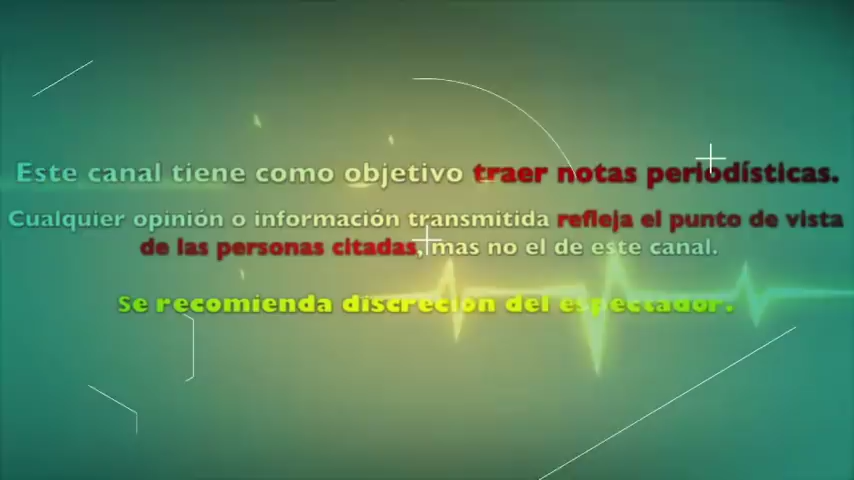 Este canal tiene como objetivo traer notas periodísticas.
Cualquier opinión o información transmitida refleja el punto de vista
de las personas citadas, mas no el de este canal.
Se recomienda discreción del espectador.